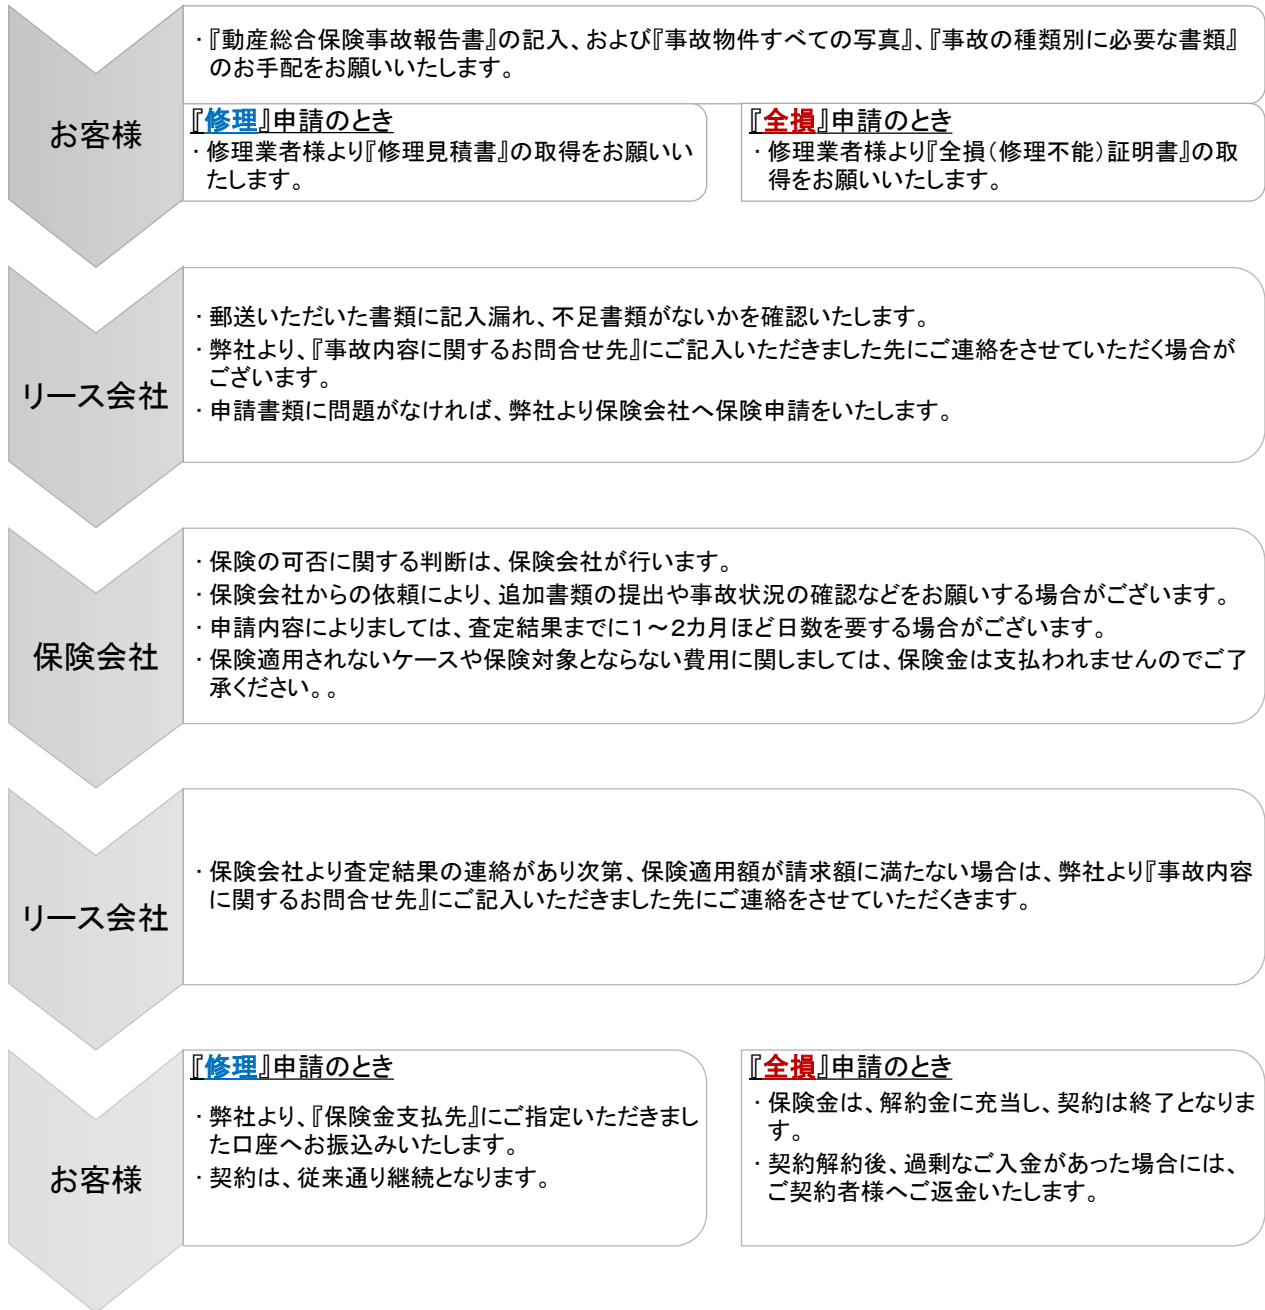 お客様
・『動産総合保険事故報告書』の記入、および『事故物件すべての写真』、『事故の種類別に必要な書類』
のお手配をお願いいたします。
『修理』申請のとき
・修理業者様より『修理見積書』の取得をお願いい
たします。
『全損』申請のとき
・修理業者様より『全損（修理不能）証明書』の取
得をお願いいたします。
リース会社
・郵送いただいた書類に記入漏れ、不足書類がないかを確認いたします。
・弊社より、『事故内容に関するお問合せ先』にご記入いただきました先にご連絡をさせていただく場合が
ございます。
・申請書類に問題がなければ、弊社より保険会社へ保険申請をいたします。
保険会社
・保険の可否に関する判断は、保険会社が行います。
・保険会社からの依頼により、追加書類の提出や事故状況の確認などをお願いする場合がございます。
・申請内容によりましては、査定結果までに１～２カ月ほど日数を要する場合がございます。
・保険適用されないケースや保険対象とならない費用に関しましては、保険金は支払われませんのでご了
承ください。。
リース会社
・保険会社より査定結果の連絡があり次第、保険適用額が請求額に満たない場合は、弊社より『事故内容
に関するお問合せ先』にご記入いただきました先にご連絡をさせていただくきます。
お客様
『修理』申請のとき
・弊社より、『保険金支払先』にご指定いただきまし
た口座へお振込みいたします。
・契約は、従来通り継続となります。
『全損』申請のとき
・保険金は、解約金に充当し、契約は終了となりま
す。
・契約解約後、過剰なご入金があった場合には、
ご契約者様へご返金いたします。